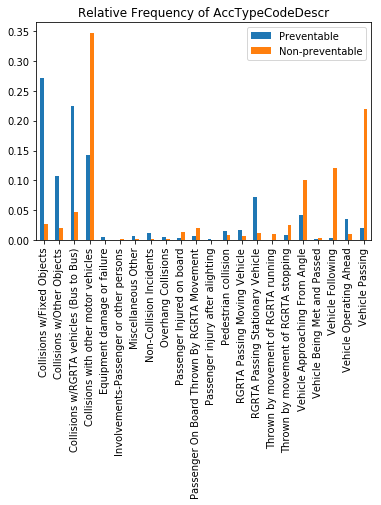 Relative Frequency of AccTypeCodeDescr
Preventable
Non-preventable
0.35
0.30
0.25
0.20
0.15
0.10
0.05
0.00
Collisions w/Fixed Objects
Collisions w/Other Objects
Collisions w/RGRTA vehicles (Bus to Bus)
Collisions with other motor vehicles
Equipment damage or failure
Involvements-Passenger or other persons
Miscellaneous Other
Non-Collision Incidents
Overhang Collisions
Passenger Injured on board
Passenger On Board Thrown By RGRTA Movement
Passenger injury after alighting
Pedestrian collision
RGRTA Passing Moving Vehicle
RGRTA Passing Stationary Vehicle
Thrown by movement of RGRTA running
Thrown by movement of RGRTA stopping
Vehicle Approaching From Angle
Vehicle Being Met and Passed
Vehicle Following
Vehicle Operating Ahead
Vehicle Passing